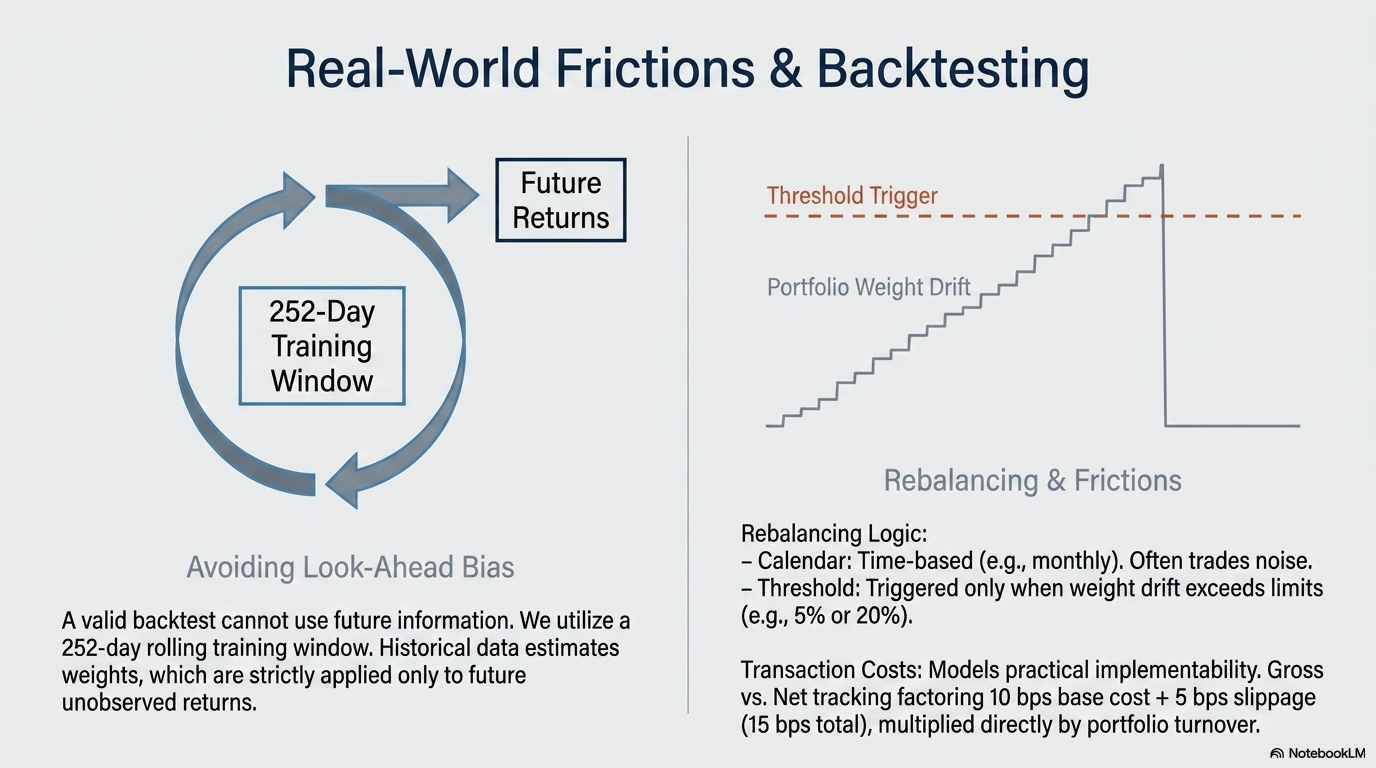 Real-World Frictions & Backtesting
Future
Returns
252-Day
Training
Window
Avoiding Look-Ahead Bias
A valid backtest cannot use future information. We utilize a
252-day rolling training window. Historical data estimates
weights, which are strictly applied only to future
unobserved returns.
Threshold Trigger
Portfolio Weight Drift
Rebalancing & Frictions
Rebalancing Logic:
– Calendar: Time-based (e.g., monthly). Often trades noise.
– Threshold: Triggered only when weight drift exceeds limits
(e.g., 5% or 20%).
Transaction Costs: Models practical implementability. Gross
vs. Net tracking factoring 10 bps base cost + 5 bps slippage
(15 bps total), multiplied directly by portfolio turnover.
NotebookLM